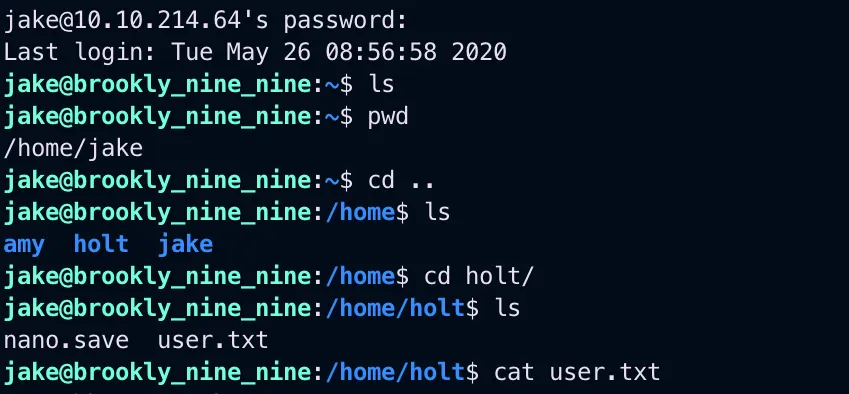 jake@10.10.214.64's password:
Last login: Tue May 26 08:56:58 2020
jake@brookly_nine_nine:~$ ls
jake@brookly_nine_nine:~$ pwd
/home/jake
jake@brookly_nine_nine:~$ cd ..
jake@brookly_nine_nine:/home$ ls
amy  holt  jake
jake@brookly_nine_nine:/home$ cd holt/
jake@brookly_nine_nine:/home/holt$ ls
nano.save  user.txt
jake@brookly_nine_nine:/home/holt$ cat user.txt